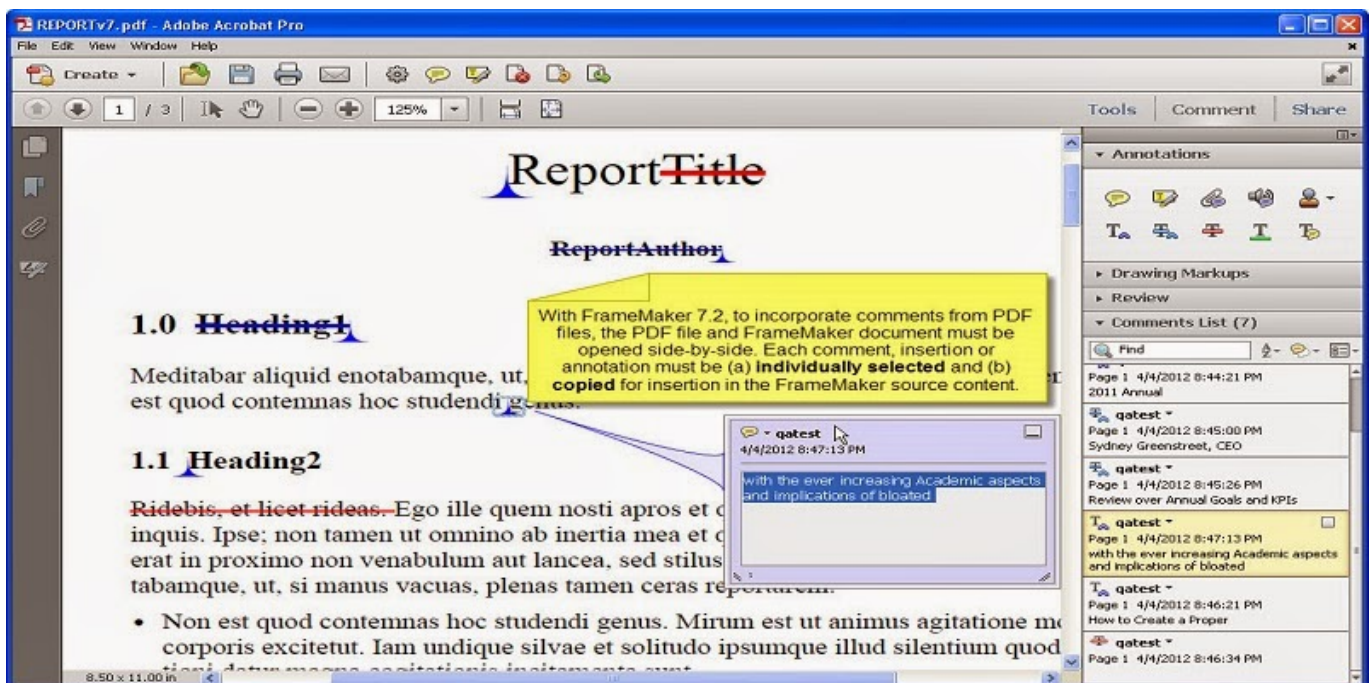 REPORTv7.pdf - Adobe Acrobat Pro
File Edit View Window Help
Create
1 / 3
125%
Tools Comment Share
ReportTitle
ReportAuthor
1.0 Heading1
Meditabar aliquid enotabamque, ut,
est quod contemnas hoc studendi genus.
1.1 Heading2
Ridebis, et licet rideas. Ego ille quem nosti apros et
inquis. Ipse; non tamen ut omnino ab inertia mea et
erat in proximo non venabulum aut lancea, sed stilus
tabamque, ut, si manus vacuas, plenas tamen ceras reportarem.
• Non est quod contemnas hoc studendi genus. Mirum est ut animus agitatione
corporis excitetut. Iam undique silvae et solitudo ipsumque illud silentium quod
8.50 x 11.00 in
With FrameMaker 7.2, to incorporate comments from PDF
files, the PDF file and FrameMaker document must be
opened side-by-side. Each comment, insertion or
annotation must be (a) individually selected and (b)
copied for insertion in the FrameMaker source content.
qatest
4/4/2012 8:47:13 PM
with the ever increasing Academic aspects
and implications of bloated
Annotations
Drawing Markups
Review
Comments List (7)
Find
Page 1 4/4/2012 8:44:21 PM
2011 Annual
qatest
Page 1 4/4/2012 8:45:00 PM
Sydney Greenstreet, CEO
qatest
Page 1 4/4/2012 8:45:26 PM
Review over Annual Goals and KPIs
qatest
Page 1 4/4/2012 8:47:13 PM
with the ever increasing Academic aspects
and implications of bloated
qatest
Page 1 4/4/2012 8:46:21 PM
How to Create a Proper
qatest
Page 1 4/4/2012 8:46:34 PM